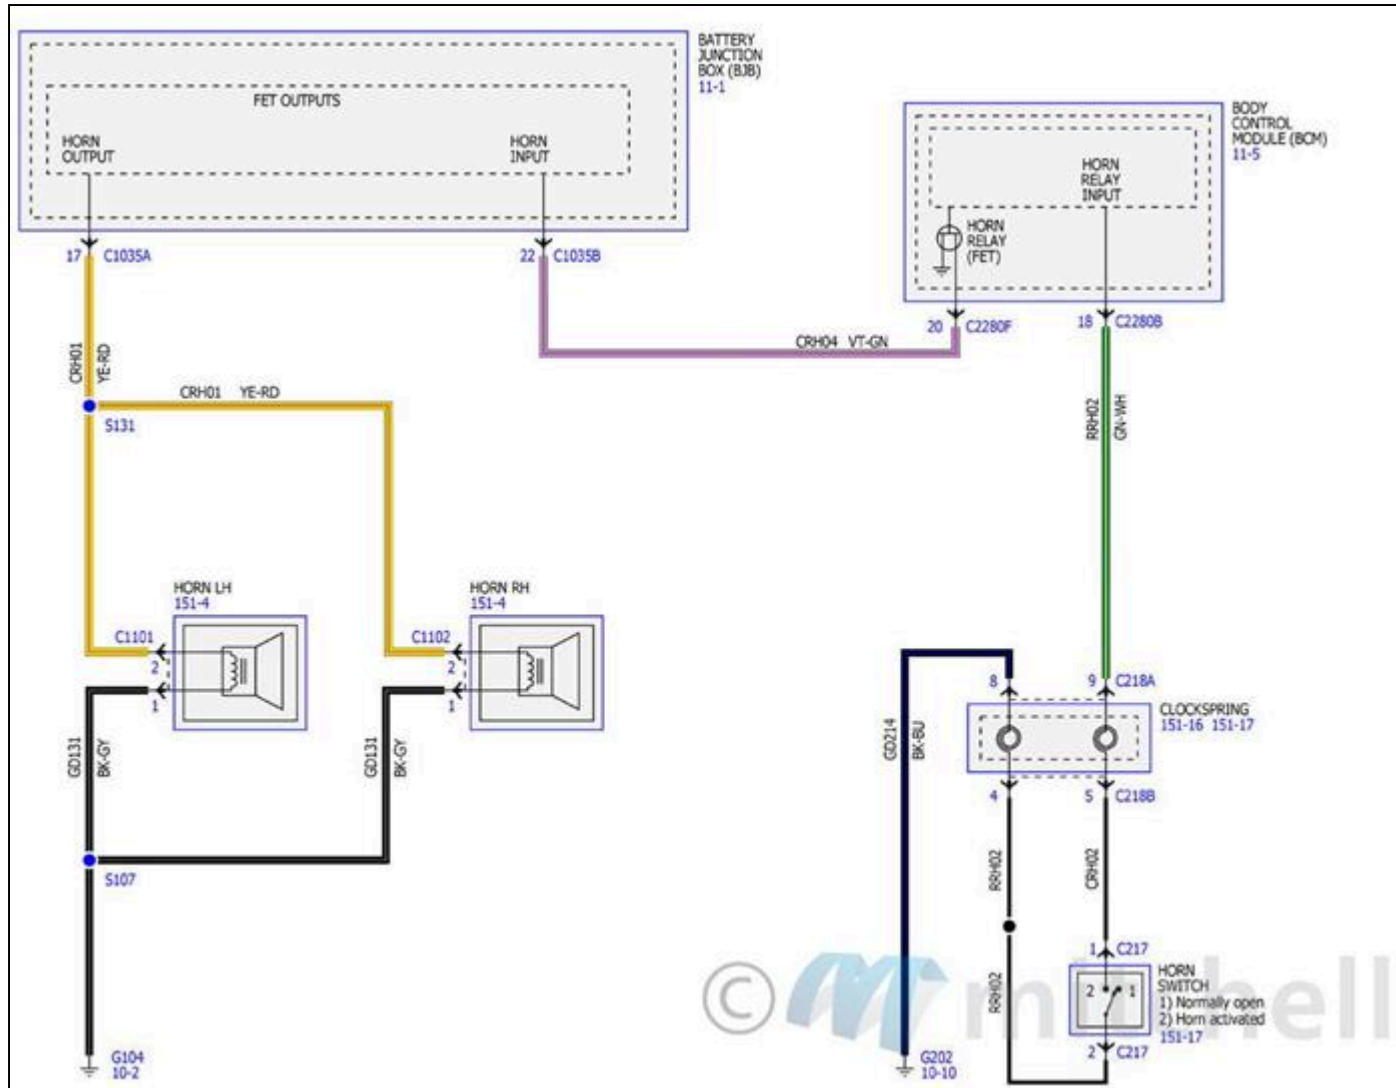 BATTERY
JUNCTION
BOX (BJB)
11-1
FET OUTPUTS
HORN
OUTPUT
HORN
INPUT
17 C1035A
22 C1035B
BODY
CONTROL
MODULE (BCM)
11-5
HORN
RELAY
INPUT
HORN
RELAY
(FET)
20 C2280F
18 C2280B
CRH04 VT-GN
CRH01 YE-RD
CRH01 YE-RD
S131
RRH02 GN-WH
HORN LH
151-4
C1101
2
1
HORN RH
151-4
C1102
2
1
GD131 BK-GY
GD131 BK-GY
S107
G104
10-2
GD214 BK-BU
8
9 C218A
CLOCKSPRING
151-16 151-17
4
5 C218B
RRH02
CRH02
RRH02
1 C217
HORN
SWITCH
1) Normally open
2) Horn activated
151-17
2 1
2 C217
G202
10-10
© mitchell